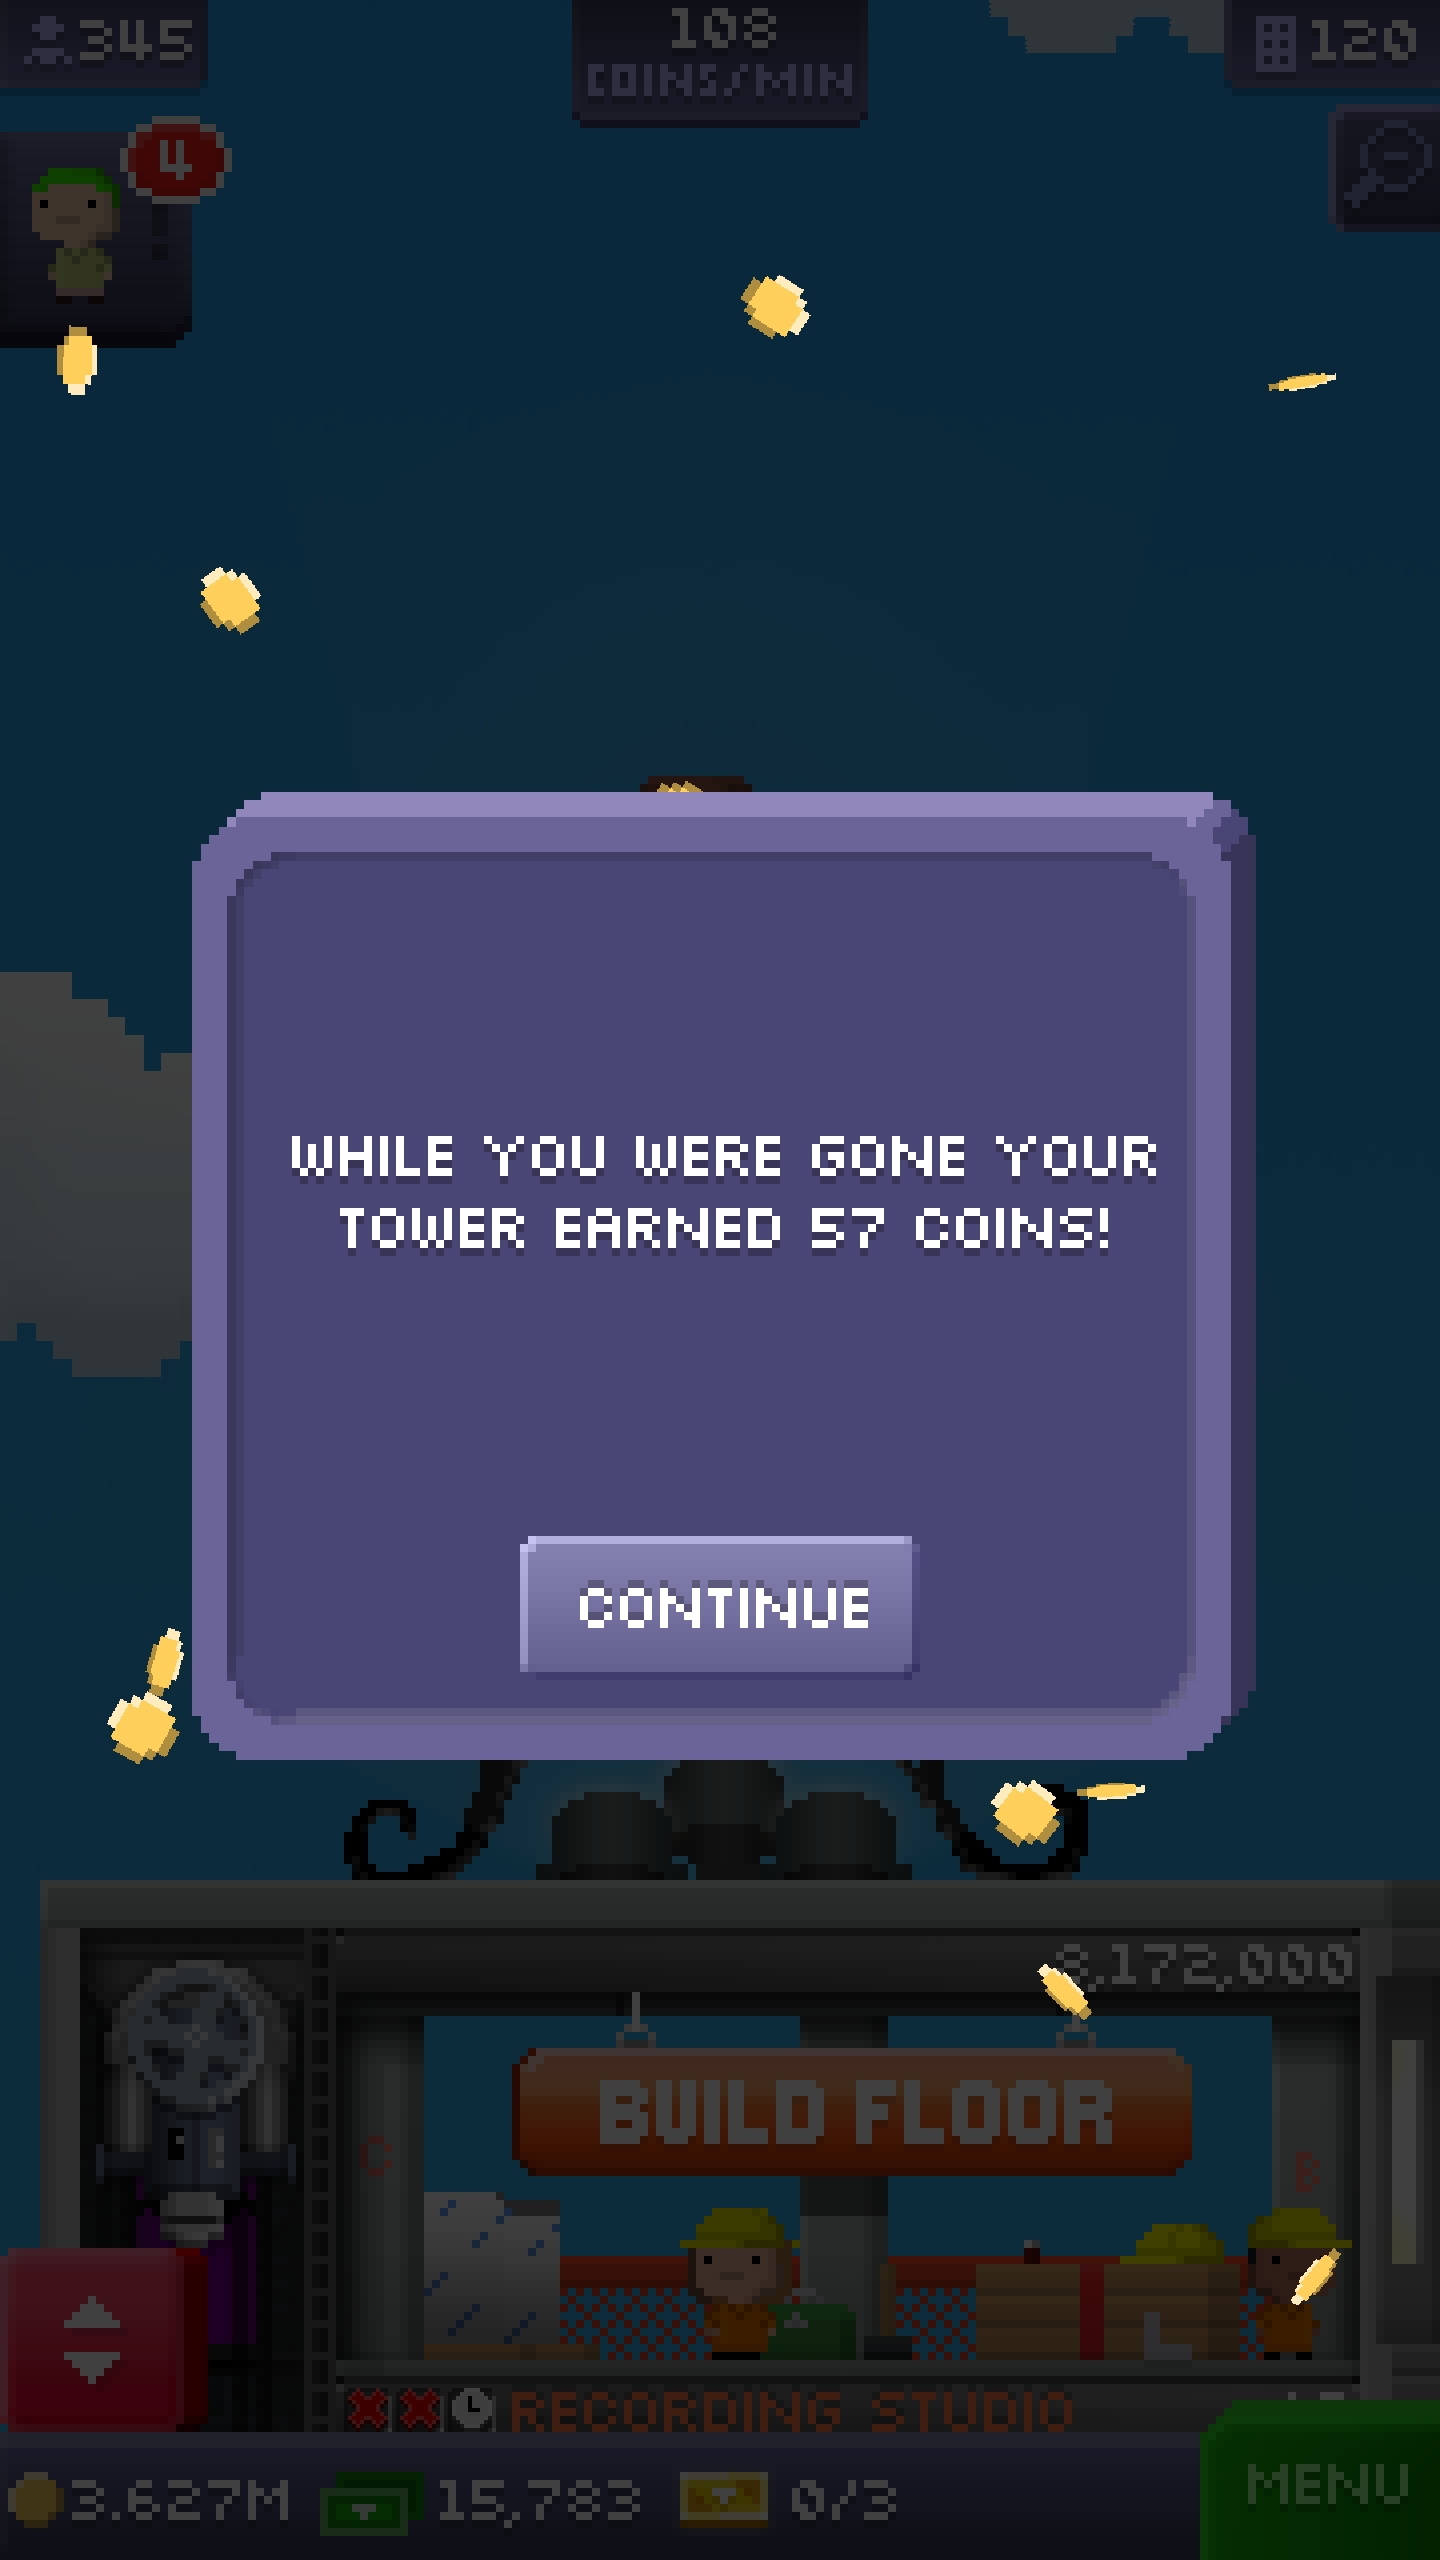 345
108
COINS/MIN
120
4
WHILE YOU WERE GONE YOUR
TOWER EARNED 57 COINS!
CONTINUE
8,172,000
BUILD FLOOR
C
B
RECORDING STUDIO
3.627M
15,783
0/3
MENU